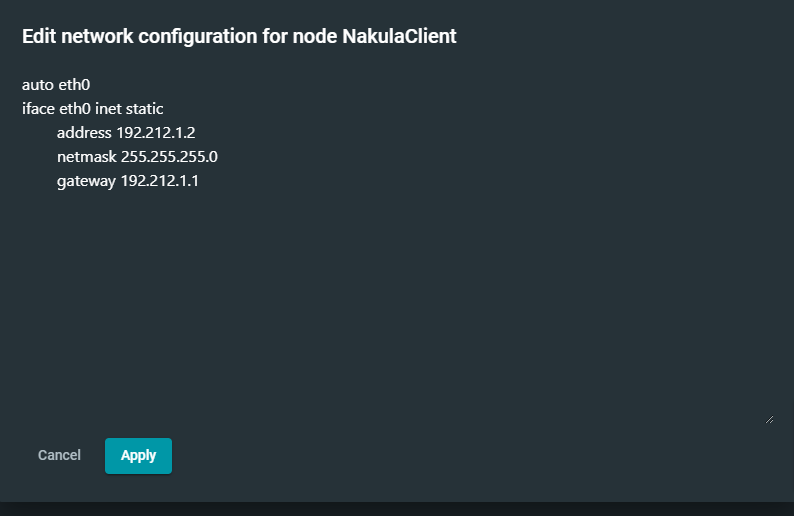 Edit network configuration for node NakulaClient
auto eth0
iface eth0 inet static
address 192.212.1.2
netmask 255.255.255.0
gateway 192.212.1.1
Cancel
Apply